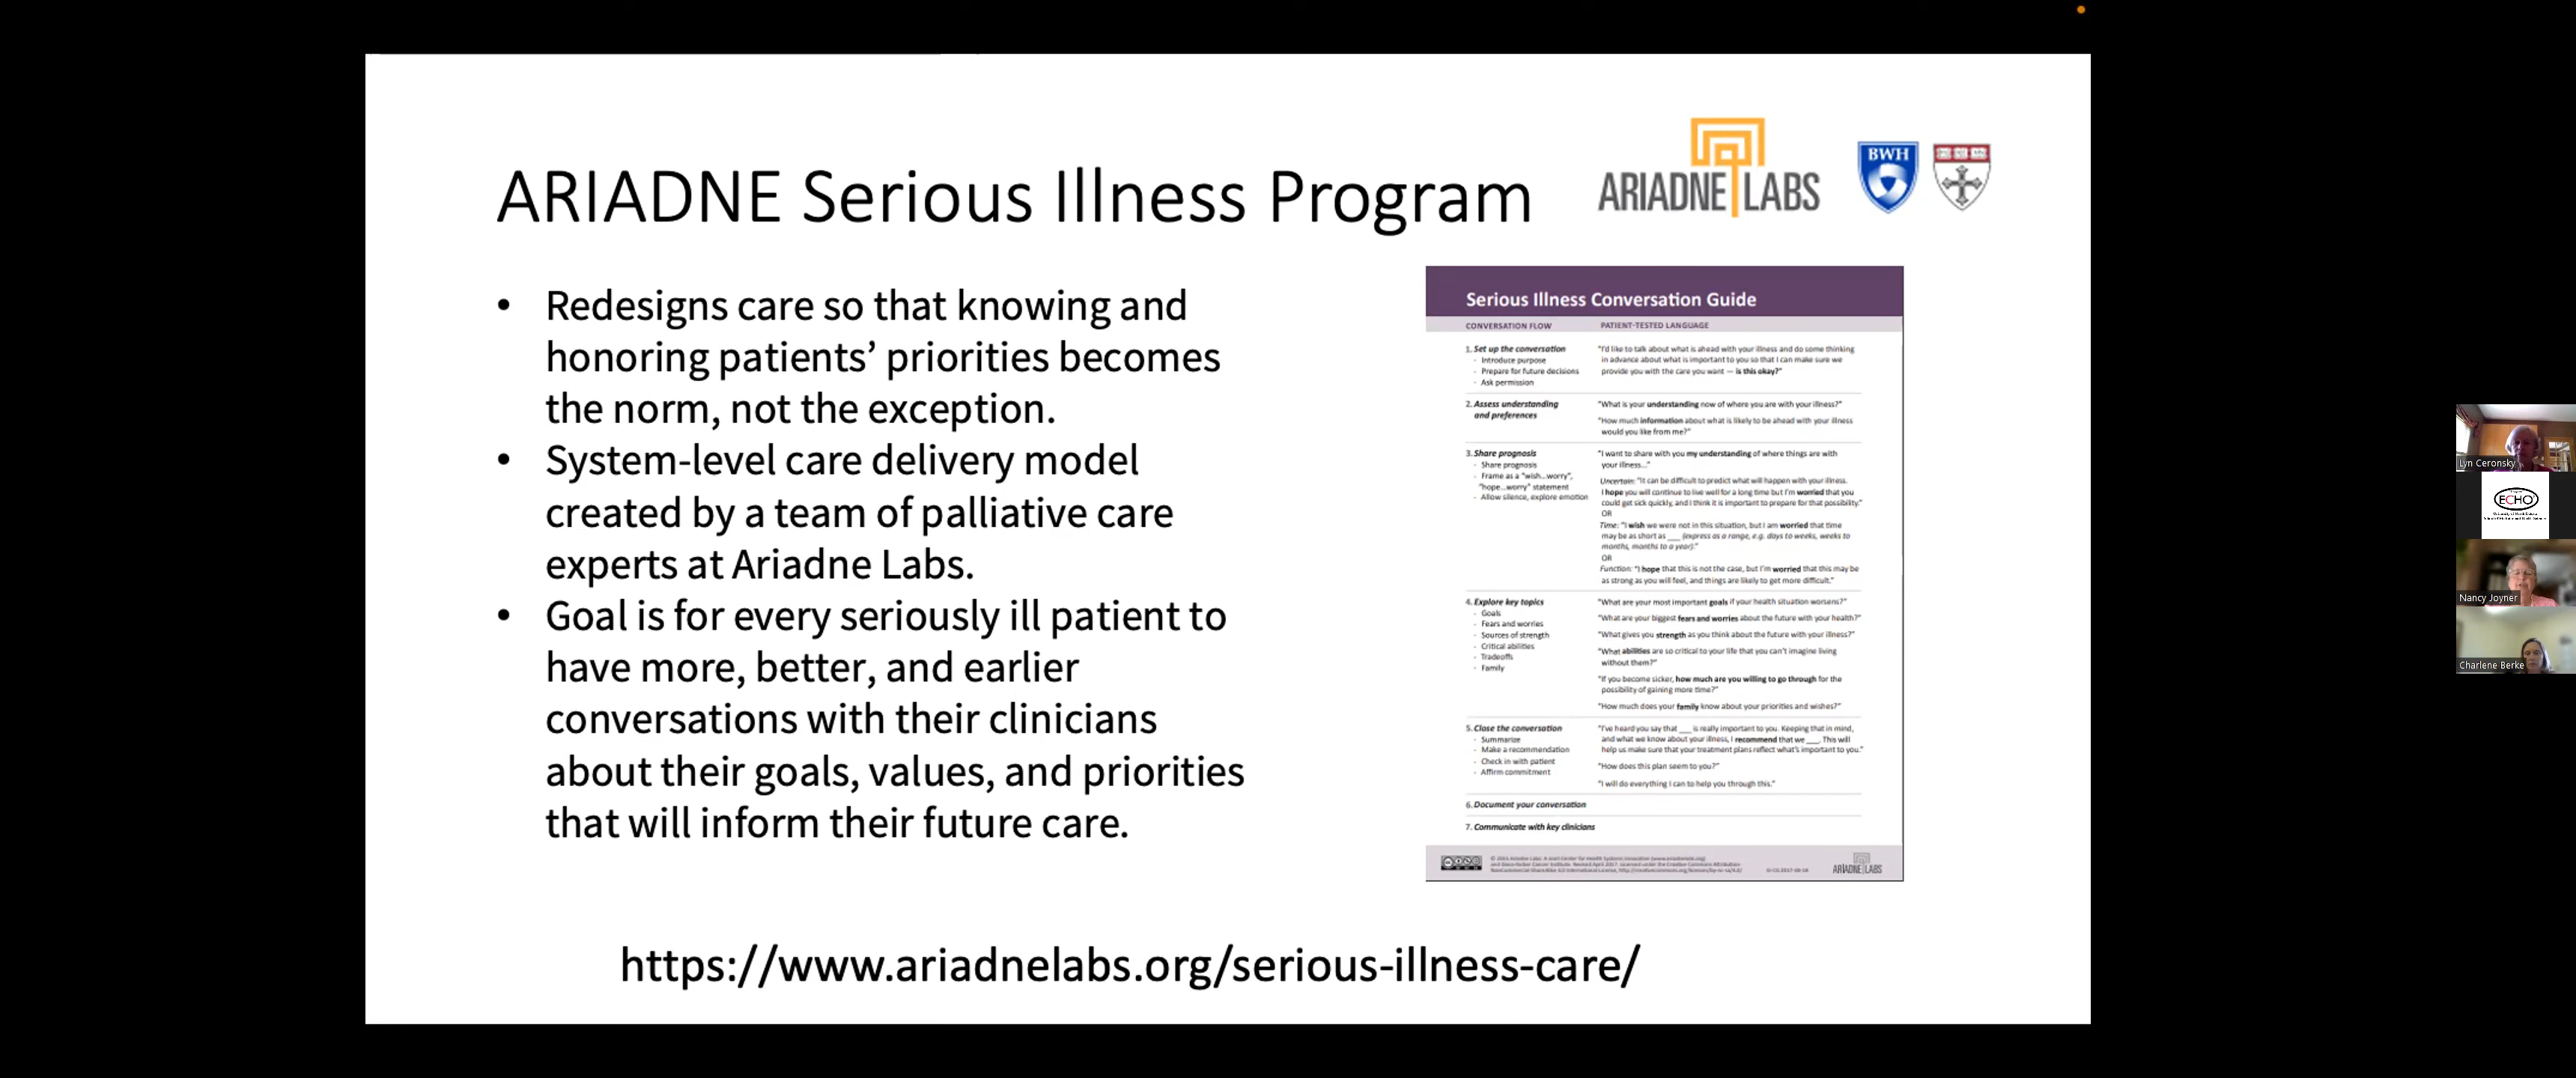 ARIADNE Serious Illness Program
ARIADNE LABS
BWH
• Redesigns care so that knowing and
honoring patients’ priorities becomes
the norm, not the exception.
• System-level care delivery model
created by a team of palliative care
experts at Ariadne Labs.
• Goal is for every seriously ill patient to
have more, better, and earlier
conversations with their clinicians
about their goals, values, and priorities
that will inform their future care.
Serious Illness Conversation Guide
CONVERSATION FLOW
PATIENT-TESTED LANGUAGE
1. Set up the conversation
- Introduce purpose
- Prepare for future decisions
- Ask permission
“I’d like to talk about what is ahead with your illness and do some thinking
in advance about what is important to you so that I can make sure we
provide you with the care you want — is this okay?”
2. Assess understanding
and preferences
“What is your understanding now of where you are with your illness?”
“How much information about what is likely to be ahead with your illness
would you like from me?”
3. Share prognosis
- Share prognosis
- Frame as a “wish...worry”,
“hope...worry” statement
- Allow silence, explore emotion
“I want to share with you my understanding of where things are with
your illness...”
Uncertain: “It can be difficult to predict what will happen with your illness.
I hope you will continue to live well for a long time but I’m worried that you
could get sick quickly, and I think it is important to prepare for that possibility.”
OR
Time: “I wish we were not in this situation, but I am worried that time
may be as short as ___ (express as a range, e.g. days to weeks, weeks to
months, months to a year).”
OR
Function: “I hope that this is not the case, but I’m worried that this may be
as strong as you will feel, and things are likely to get more difficult.”
4. Explore key topics
- Goals
- Fears and worries
- Sources of strength
- Critical abilities
- Tradeoffs
- Family
“What are your most important goals if your health situation worsens?”
“What are your biggest fears and worries about the future with your health?”
“What gives you strength as you think about the future with your illness?”
“What abilities are so critical to your life that you can’t imagine living
without them?”
“If you become sicker, how much are you willing to go through for the
possibility of gaining more time?”
“How much does your family know about your priorities and wishes?”
5. Close the conversation
- Summarize
- Make a recommendation
- Check in with patient
- Affirm commitment
“I’ve heard you say that ___ is really important to you. Keeping that in mind,
and what we know about your illness, I recommend that we ___. This will
help us make sure that your treatment plans reflect what’s important to you.”
“How does this plan seem to you?”
“I will do everything I can to help you through this.”
6. Document your conversation
7. Communicate with key clinicians
ARIADNE LABS
https://www.ariadnelabs.org/serious-illness-care/
Lyn Ceronsky
ECHO
Nancy Joyner
Charlene Berke